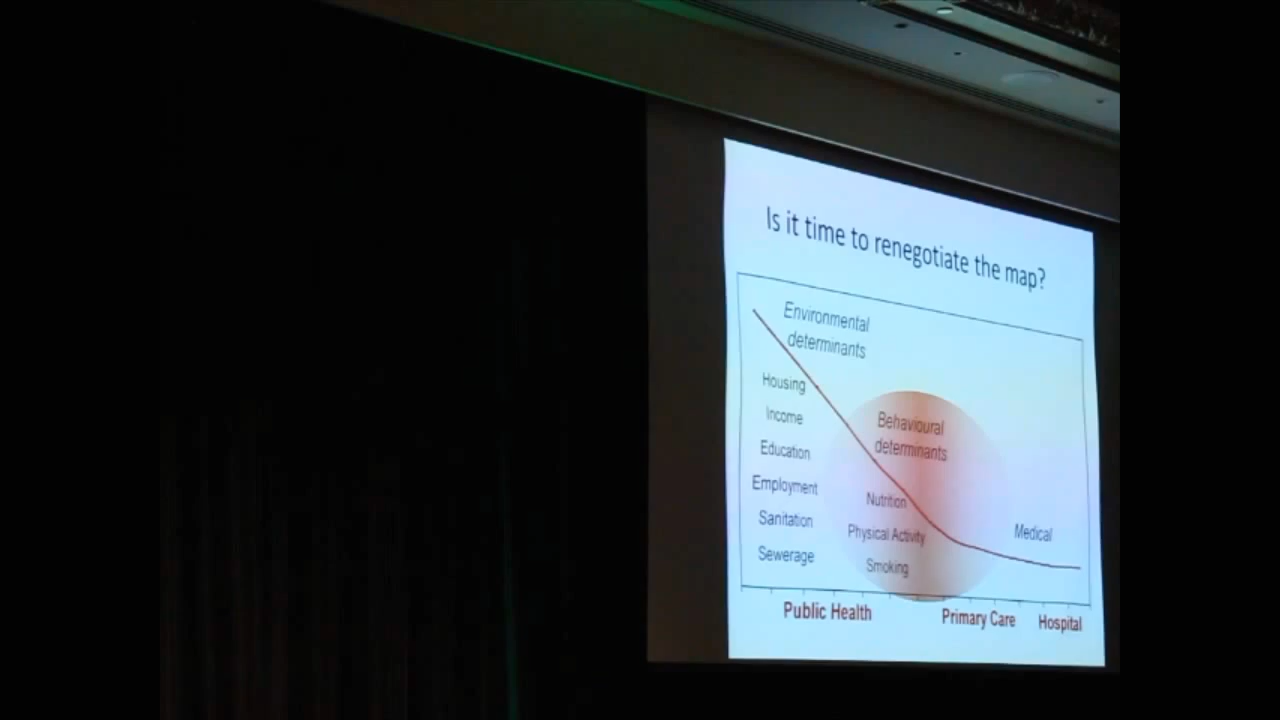 Is it time to renegotiate the map?
Environmental
determinants
Housing
Income
Education
Employment
Sanitation
Sewerage
Behavioural
determinants
Nutrition
Physical Activity
Smoking
Medical
Public Health
Primary Care
Hospital